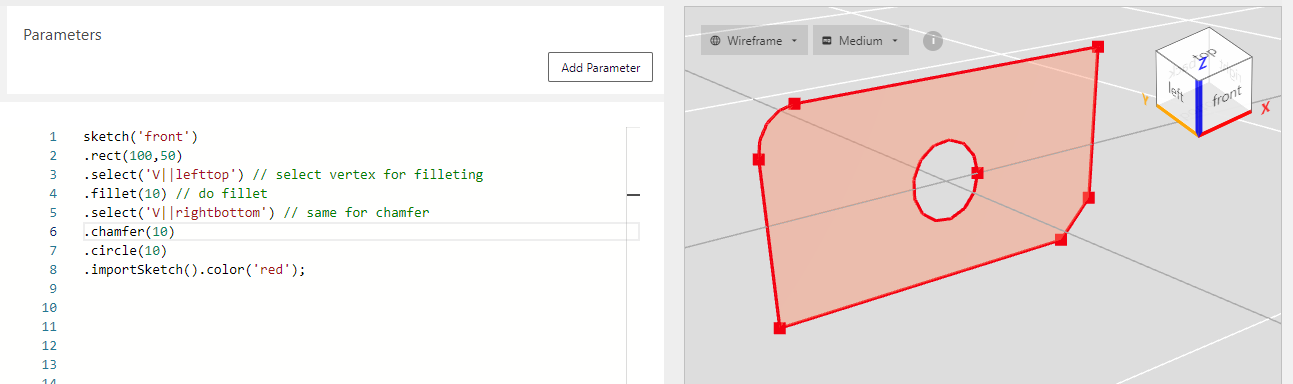 Parameters
Add Parameter
1 sketch('front')
2 .rect(100,50)
3 .select('V||lefttop') // select vertex for filleting
4 .fillet(10) // do fillet
5 .select('V||rightbottom') // same for chamfer
6 .chamfer(10)
7 .circle(10)
8 .importSketch().color('red');
9
10
11
12
13
14
Wireframe
Medium
i
top
Z
back
right
left
front
Y
X